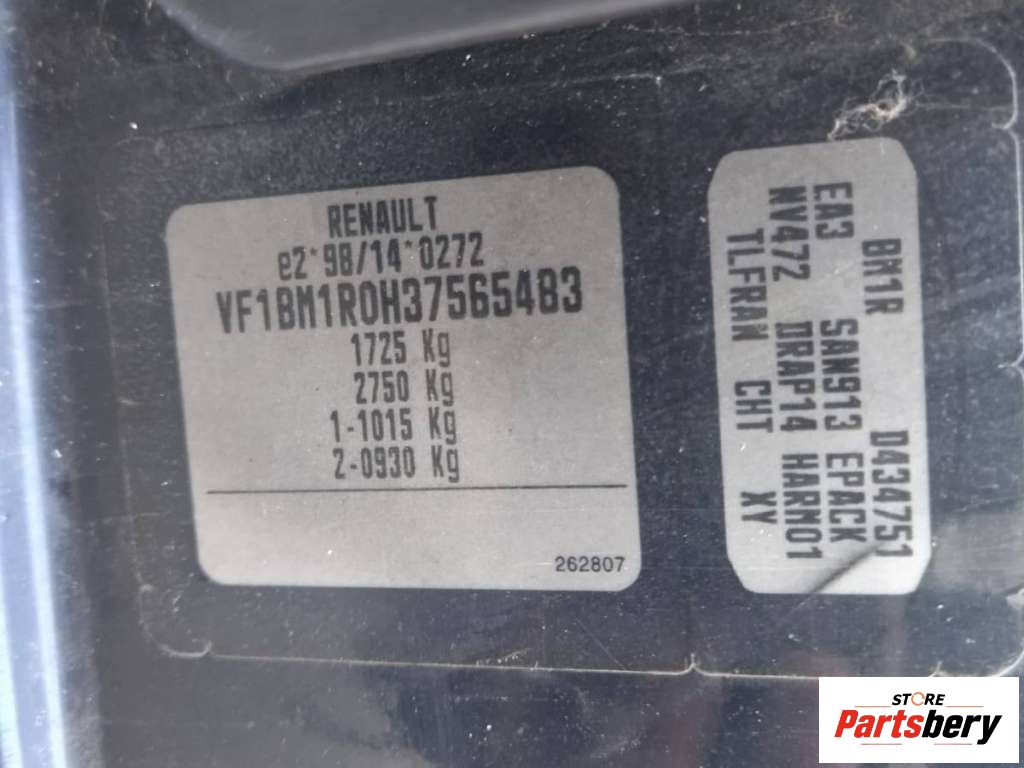 RENAULT
e2*98/14*0272
VF1BM1R0H37565483
1725 Kg
2750 Kg
1-1015 Kg
2-0930 Kg
262807
BM1R D434751
EA3 SAN913 EPACK
NV472 DRAP14 HARM01
TLFRAN CHT XY
STORE
Partsbery